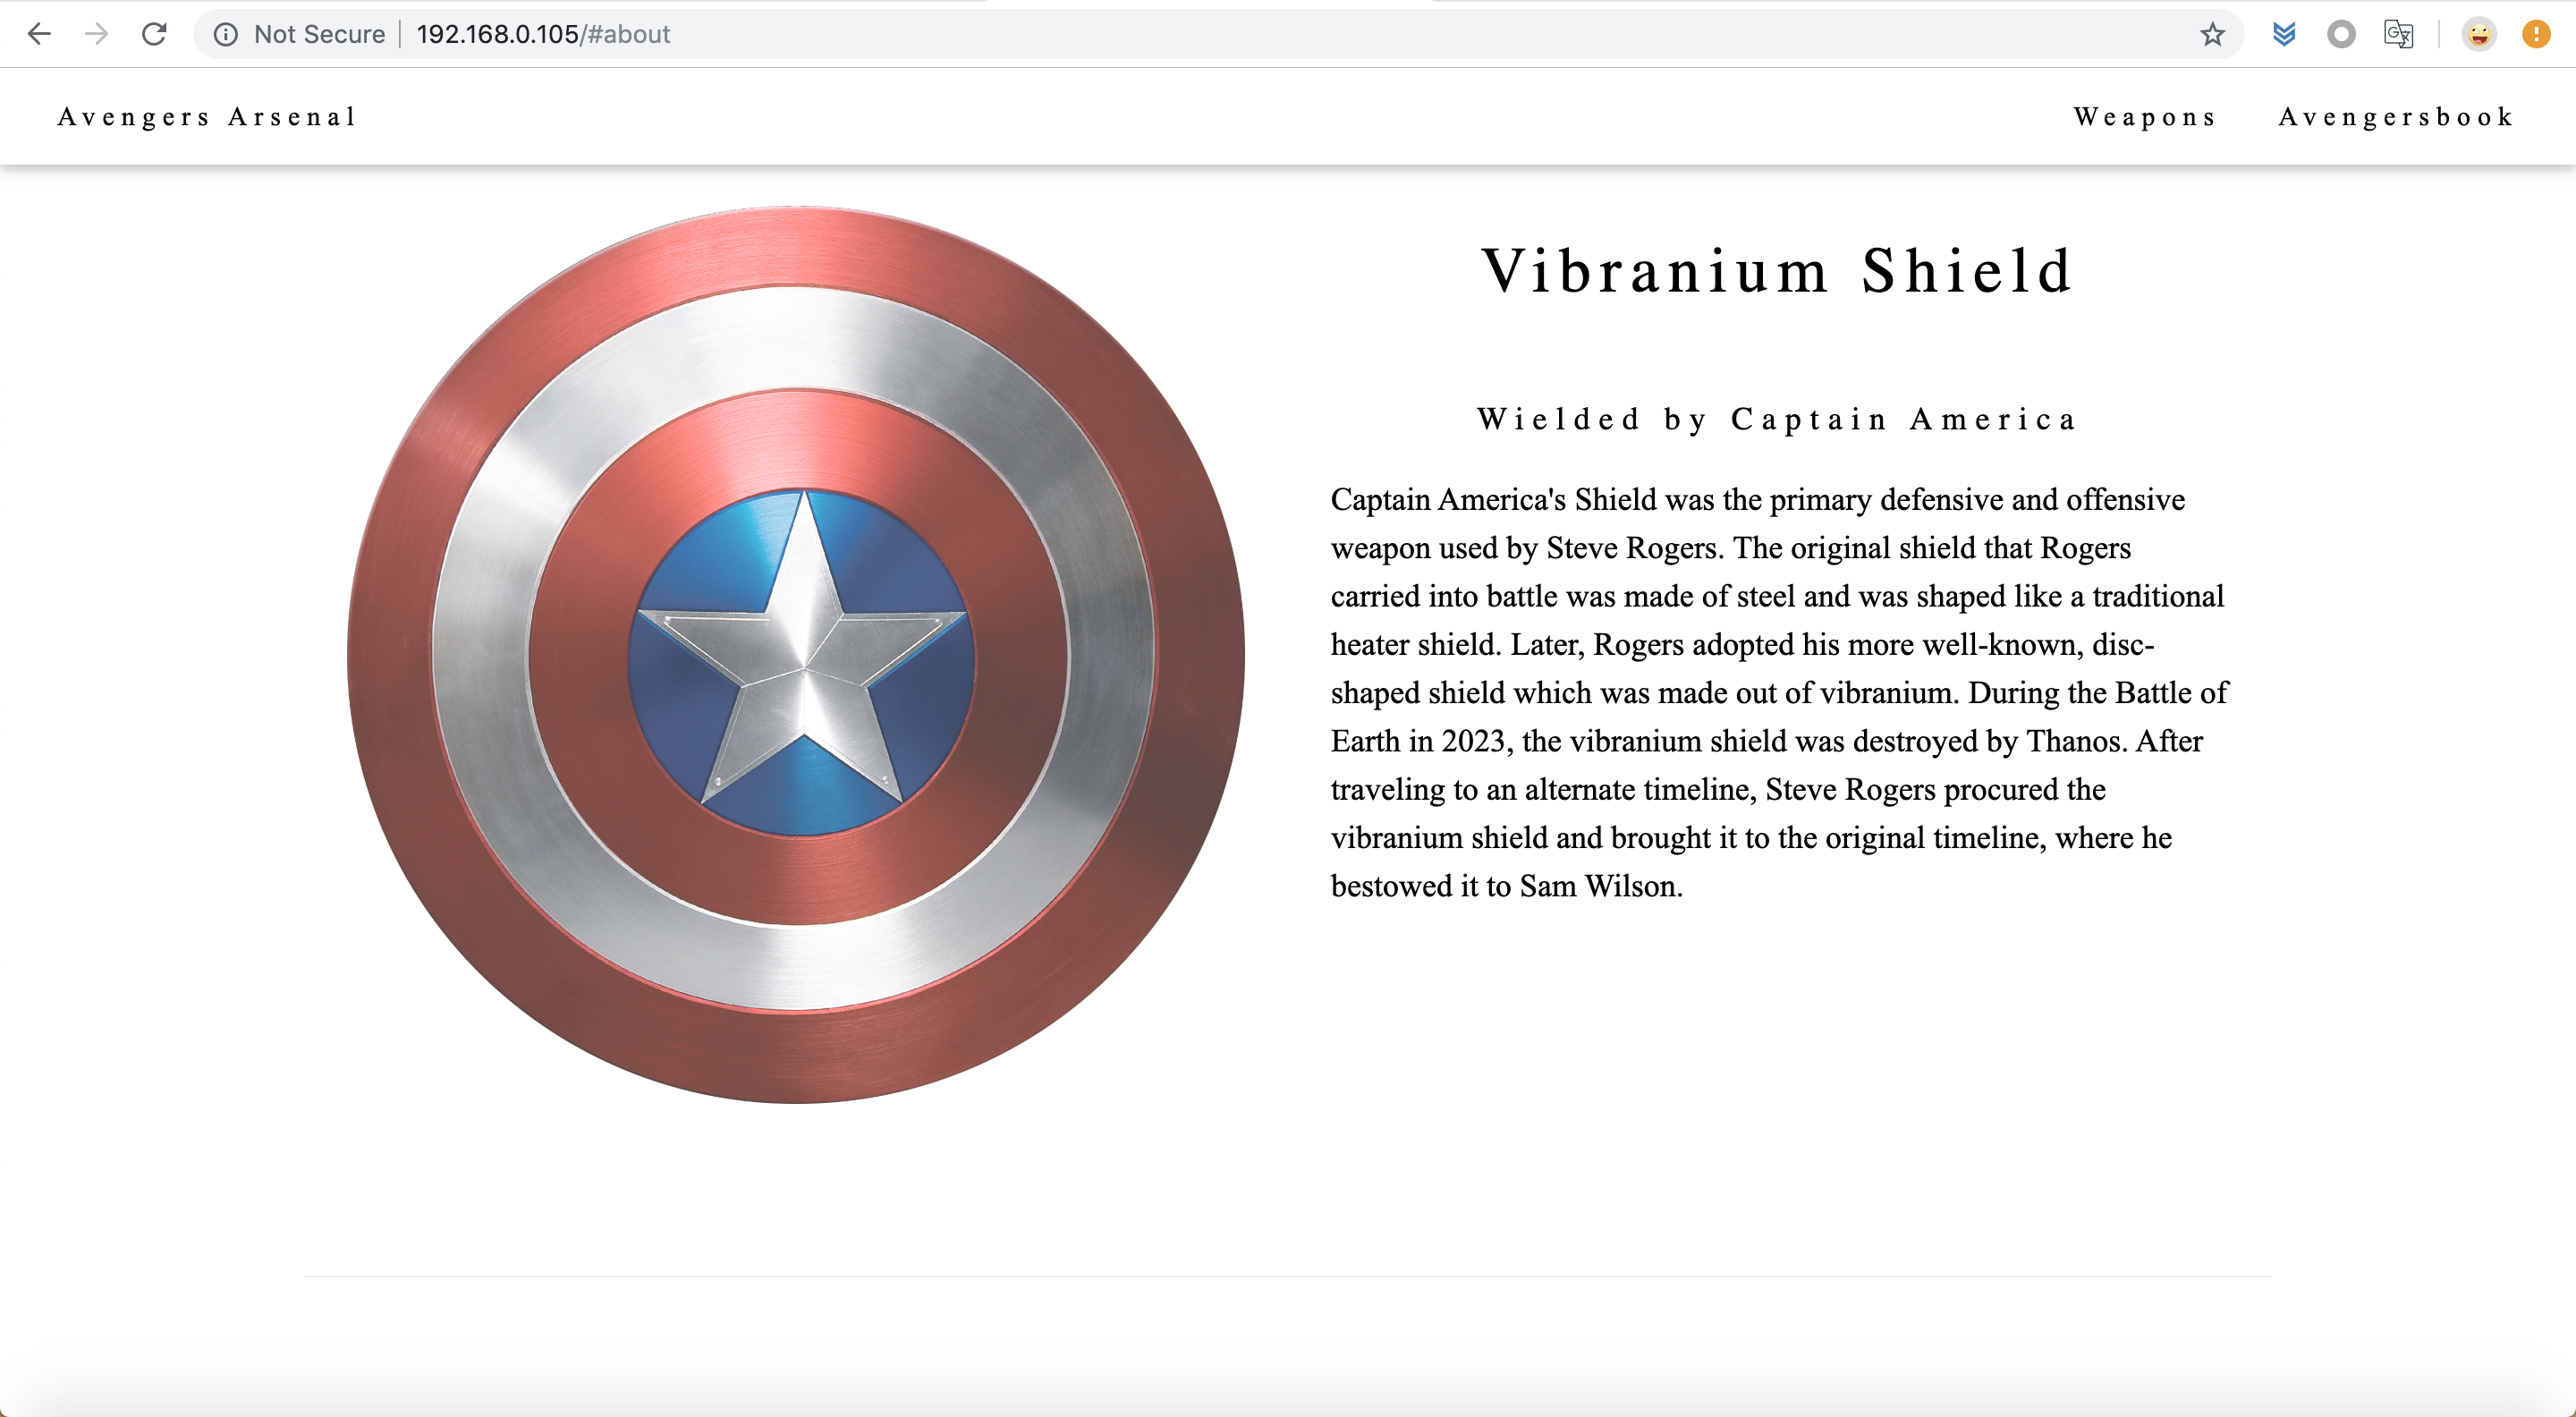 Not Secure 192.168.0.105/#about
Avengers Arsenal Weapons Avengersbook
Vibranium Shield
Wielded by Captain America
Captain America's Shield was the primary defensive and offensive
weapon used by Steve Rogers. The original shield that Rogers
carried into battle was made of steel and was shaped like a traditional
heater shield. Later, Rogers adopted his more well-known, disc-
shaped shield which was made out of vibranium. During the Battle of
Earth in 2023, the vibranium shield was destroyed by Thanos. After
traveling to an alternate timeline, Steve Rogers procured the
vibranium shield and brought it to the original timeline, where he
bestowed it to Sam Wilson.